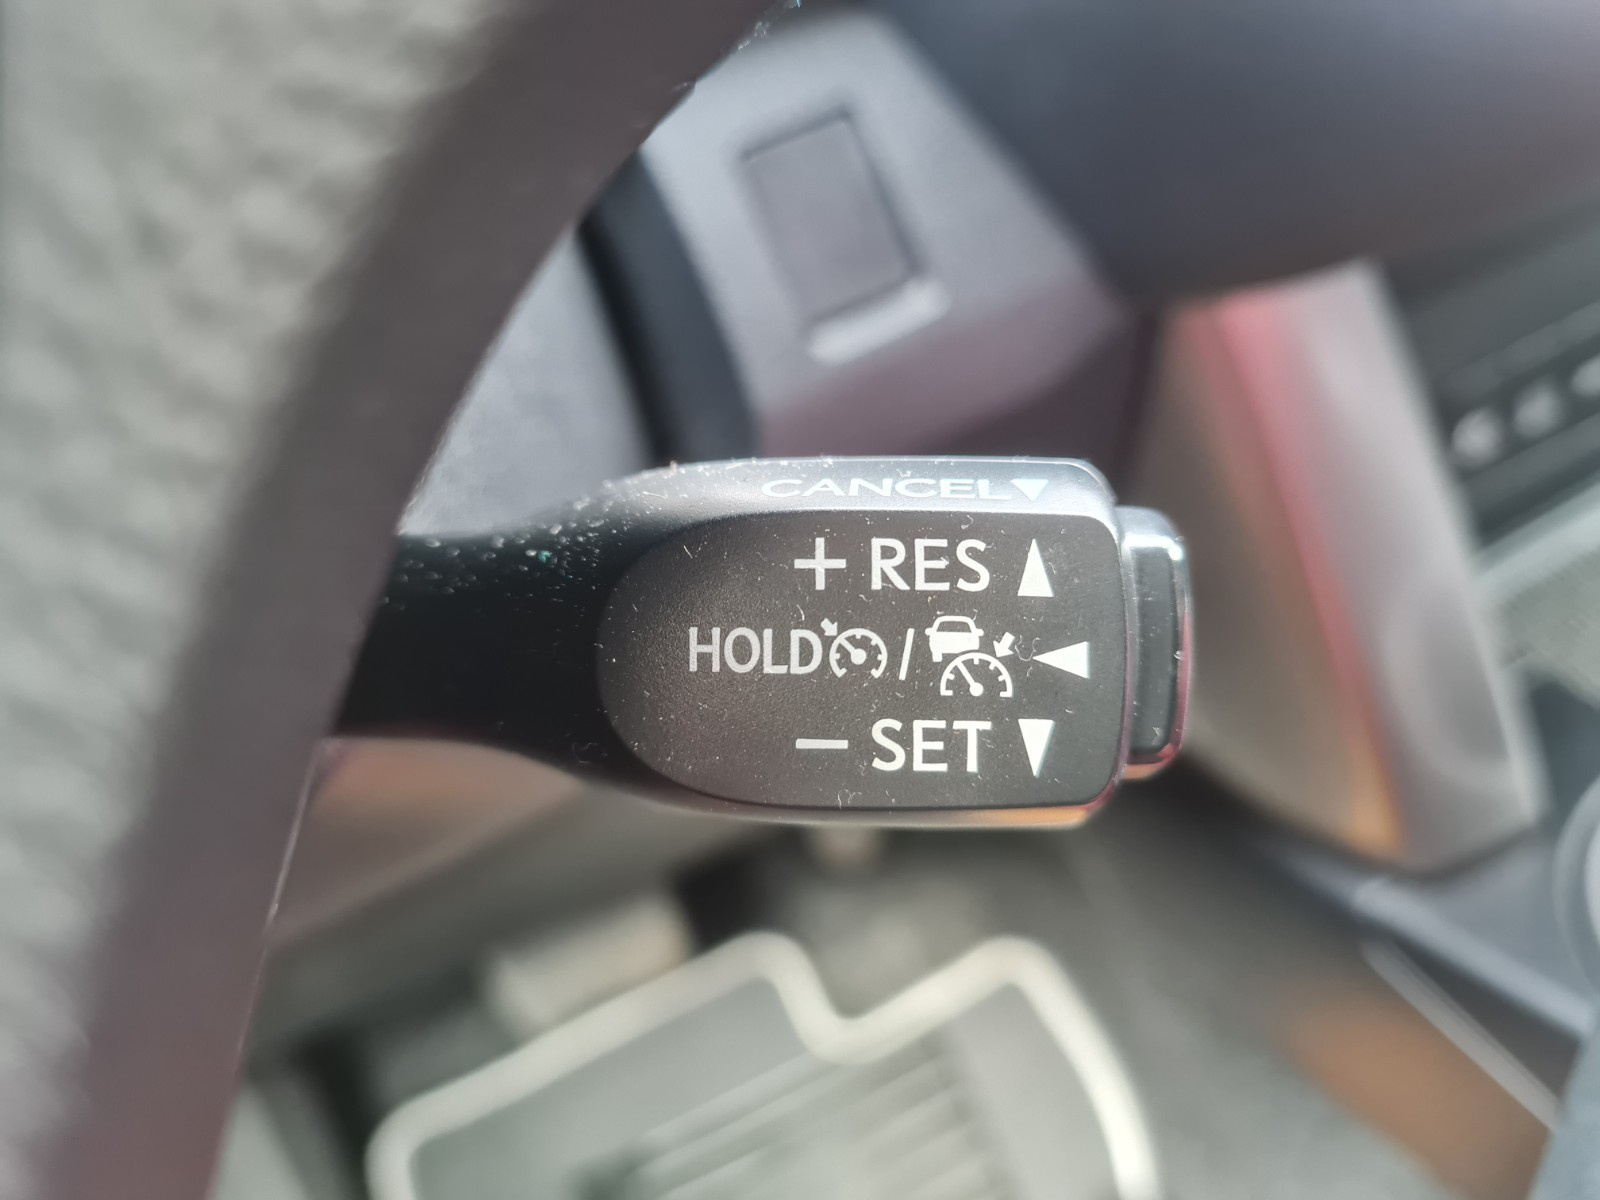 CANCEL▼
+ RES ▲
HOLD / ◀
− SET ▼